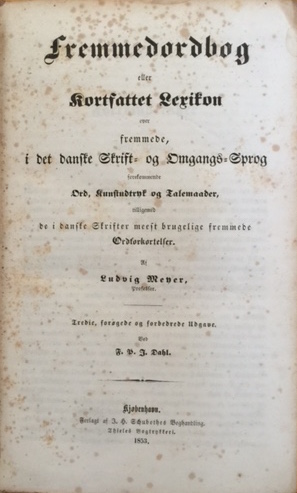 Fremmedordbog
eller
Kortfattet Lexikon
over
fremmede,
i det danske Skrift- og Omgangs-Sprog
forekommende
Ord, Kunstudtryk og Talemaader,
tilligemed
de i danske Skrifter meest brugelige fremmede
Ordforkortelser.
Af
Ludvig Meyer,
Tredie, forøgede og forbedrede Udgave.
Ved
F. P. J. Dahl.
Kjøbenhavn.
Forlagt af J. H. Schubothes Boghandling.
Thieles Bogtrykkeri.
1853.